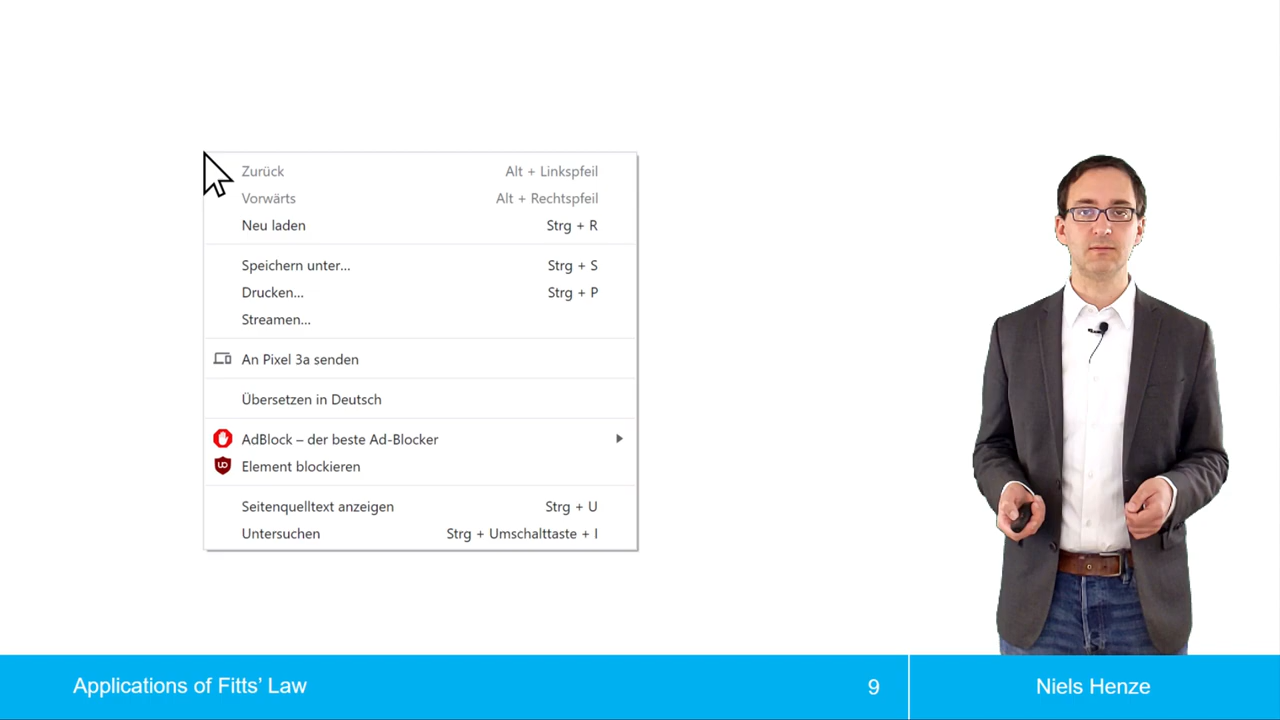 Zurück Alt + Linkspfeil
Vorwärts Alt + Rechtspfeil
Neu laden Strg + R
Speichern unter... Strg + S
Drucken... Strg + P
Streamen...
An Pixel 3a senden
Übersetzen in Deutsch
AdBlock – der beste Ad-Blocker
Element blockieren
Seitenquelltext anzeigen Strg + U
Untersuchen Strg + Umschalttaste + I
Applications of Fitts’ Law 9 Niels Henze